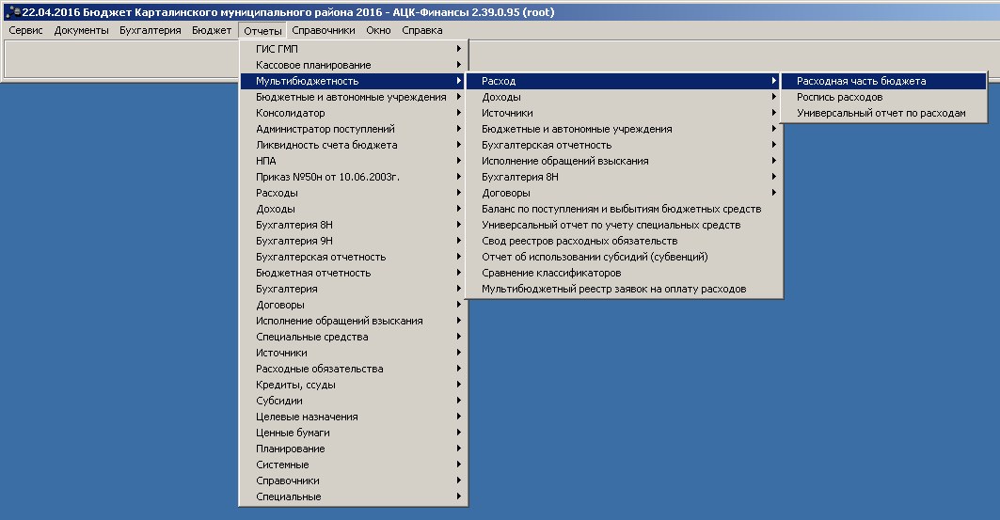 22.04.2016 Бюджет Карталинского муниципального района 2016 - АЦК-Финансы 2.39.0.95 (root)
Сервис Документы Бухгалтерия Бюджет Отчеты Справочники Окно Справка
ГИС ГМП
Кассовое планирование
Мультибюджетность
Бюджетные и автономные учреждения
Консолидатор
Администратор поступлений
Ликвидность счета бюджета
НПА
Приказ №50н от 10.06.2003г.
Расходы
Доходы
Бухгалтерия 8Н
Бухгалтерия 9Н
Бухгалтерская отчетность
Бюджетная отчетность
Бухгалтерия
Договоры
Исполнение обращений взыскания
Специальные средства
Источники
Расходные обязательства
Кредиты, ссуды
Субсидии
Целевые назначения
Ценные бумаги
Планирование
Системные
Справочники
Специальные
Расход
Доходы
Источники
Бюджетные и автономные учреждения
Бухгалтерская отчетность
Исполнение обращений взыскания
Бухгалтерия 8Н
Договоры
Баланс по поступлениям и выбытиям бюджетных средств
Универсальный отчет по учету специальных средств
Свод реестров расходных обязательств
Отчет об использовании субсидий (субвенций)
Сравнение классификаторов
Мультибюджетный реестр заявок на оплату расходов
Расходная часть бюджета
Роспись расходов
Универсальный отчет по расходам